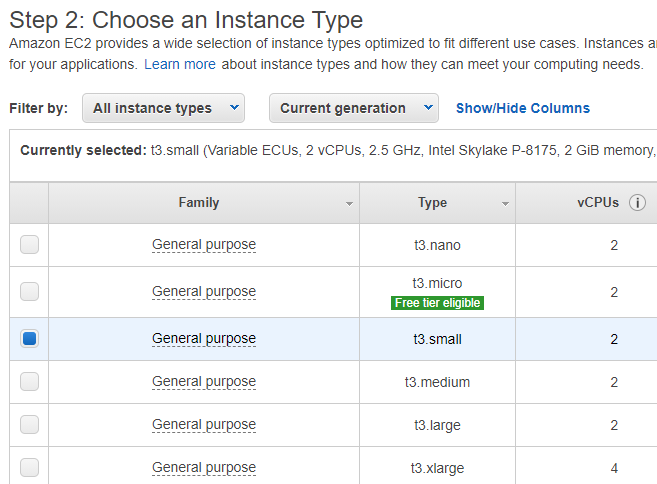 Step 2: Choose an Instance Type
Amazon EC2 provides a wide selection of instance types optimized to fit different use cases. Instances
for your applications. Learn more about instance types and how they can meet your computing needs.
Filter by: All instance types Current generation Show/Hide Columns
Currently selected: t3.small (Variable ECUs, 2 vCPUs, 2.5 GHz, Intel Skylake P-8175, 2 GiB memory,
Family Type vCPUs i
General purpose t3.nano 2
General purpose t3.micro 2
Free tier eligible
General purpose t3.small 2
General purpose t3.medium 2
General purpose t3.large 2
General purpose t3.xlarge 4